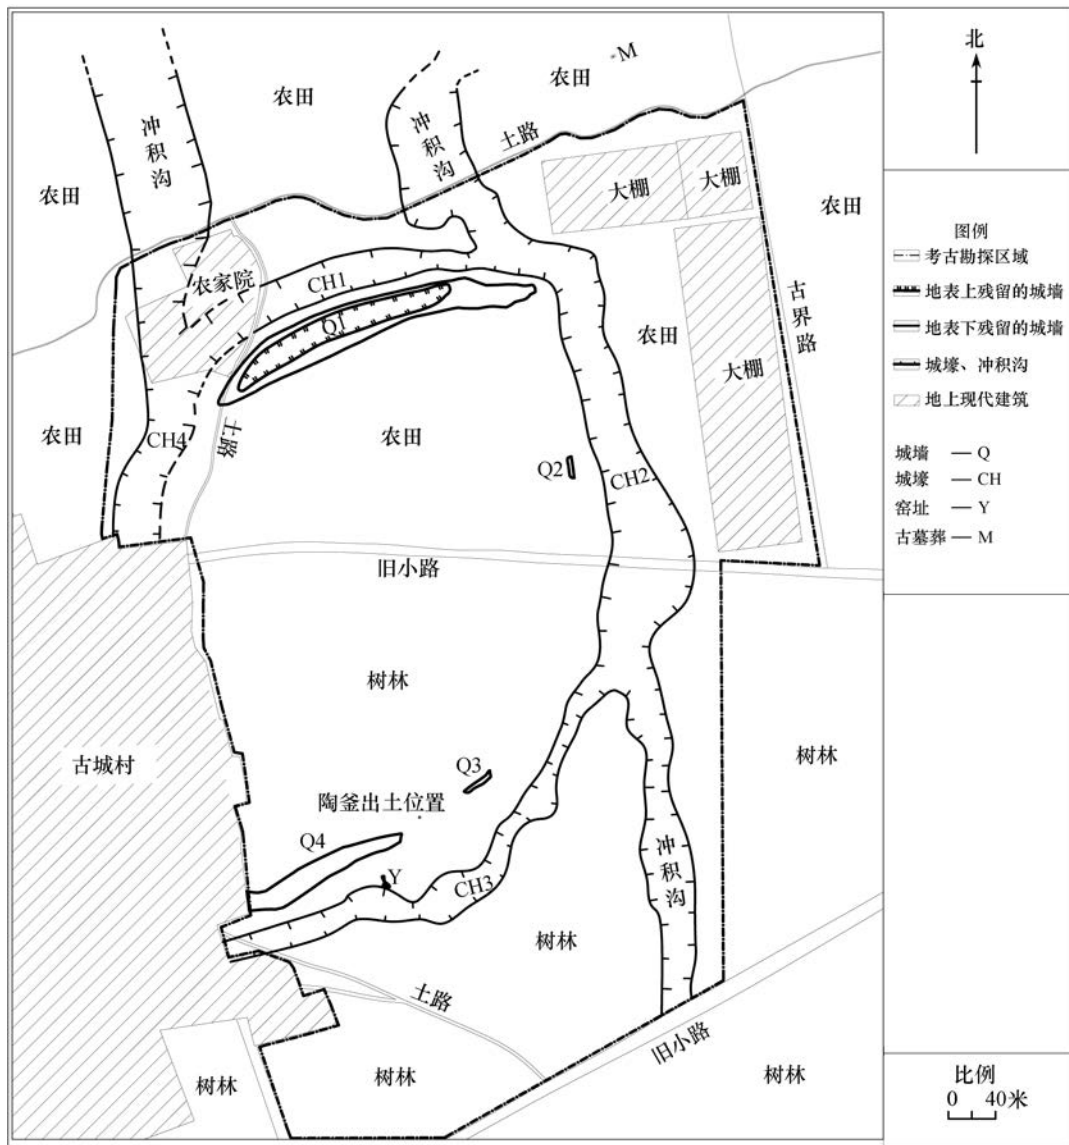 M
农田
农田
冲积沟
冲积沟
土路
大棚
大棚
农田
农田
农家院
CH1
Q1
古界路
农田
大棚
农田
CH4
土路
农田
Q2
CH2
旧小路
树林
古城村
树林
Q3
陶釜出土位置
Q4
Y
CH3
冲积沟
树林
土路
旧小路
树林
树林
树林
北
图例
考古勘探区域
地表上残留的城墙
地表下残留的城墙
城壕、冲积沟
地上现代建筑
城墙 — Q
城壕 — CH
窑址 — Y
古墓葬 — M
比例
0 40米